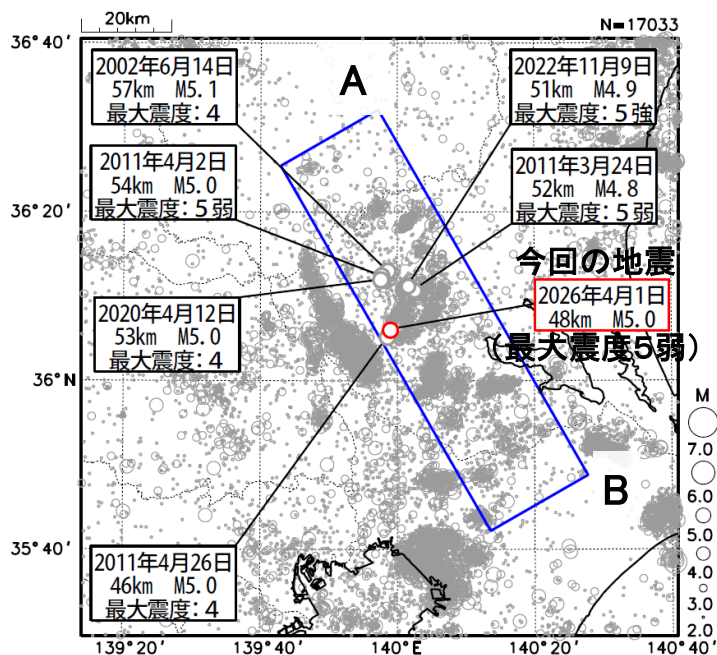 20km
N=17033
36°40′
2002年6月14日
57km M5.1
最大震度：4
A
2022年11月9日
51km M4.9
最大震度：5強
2011年4月2日
54km M5.0
最大震度：5弱
2011年3月24日
52km M4.8
最大震度：5弱
36°20′
今回の地震
2026年4月1日
48km M5.0
（最大震度5弱）
2020年4月12日
53km M5.0
最大震度：4
36°N
M
7.0
6.0
5.0
4.0
3.0
2.0
B
35°40′
2011年4月26日
46km M5.0
最大震度：4
139°20′
139°40′
140°E
140°20′
140°40′